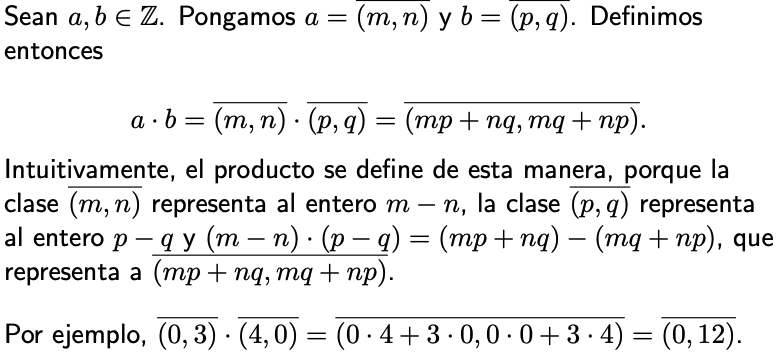 Sean $a, b \in \mathbb{Z}$. Pongamos $a = \overline{(m, n)}$ y $b = \overline{(p, q)}$. Definimos
entonces
$a \cdot b = \overline{(m, n)} \cdot \overline{(p, q)} = \overline{(mp + nq, mq + np)}.$
Intuitivamente, el producto se define de esta manera, porque la
clase $\overline{(m, n)}$ representa al entero $m - n$, la clase $\overline{(p, q)}$ representa
al entero $p - q$ y $(m - n) \cdot (p - q) = (mp + nq) - (mq + np)$, que
representa a $\overline{(mp + nq, mq + np)}$.
Por ejemplo, $\overline{(0, 3)} \cdot \overline{(4, 0)} = \overline{(0 \cdot 4 + 3 \cdot 0, 0 \cdot 0 + 3 \cdot 4)} = \overline{(0, 12)}$.